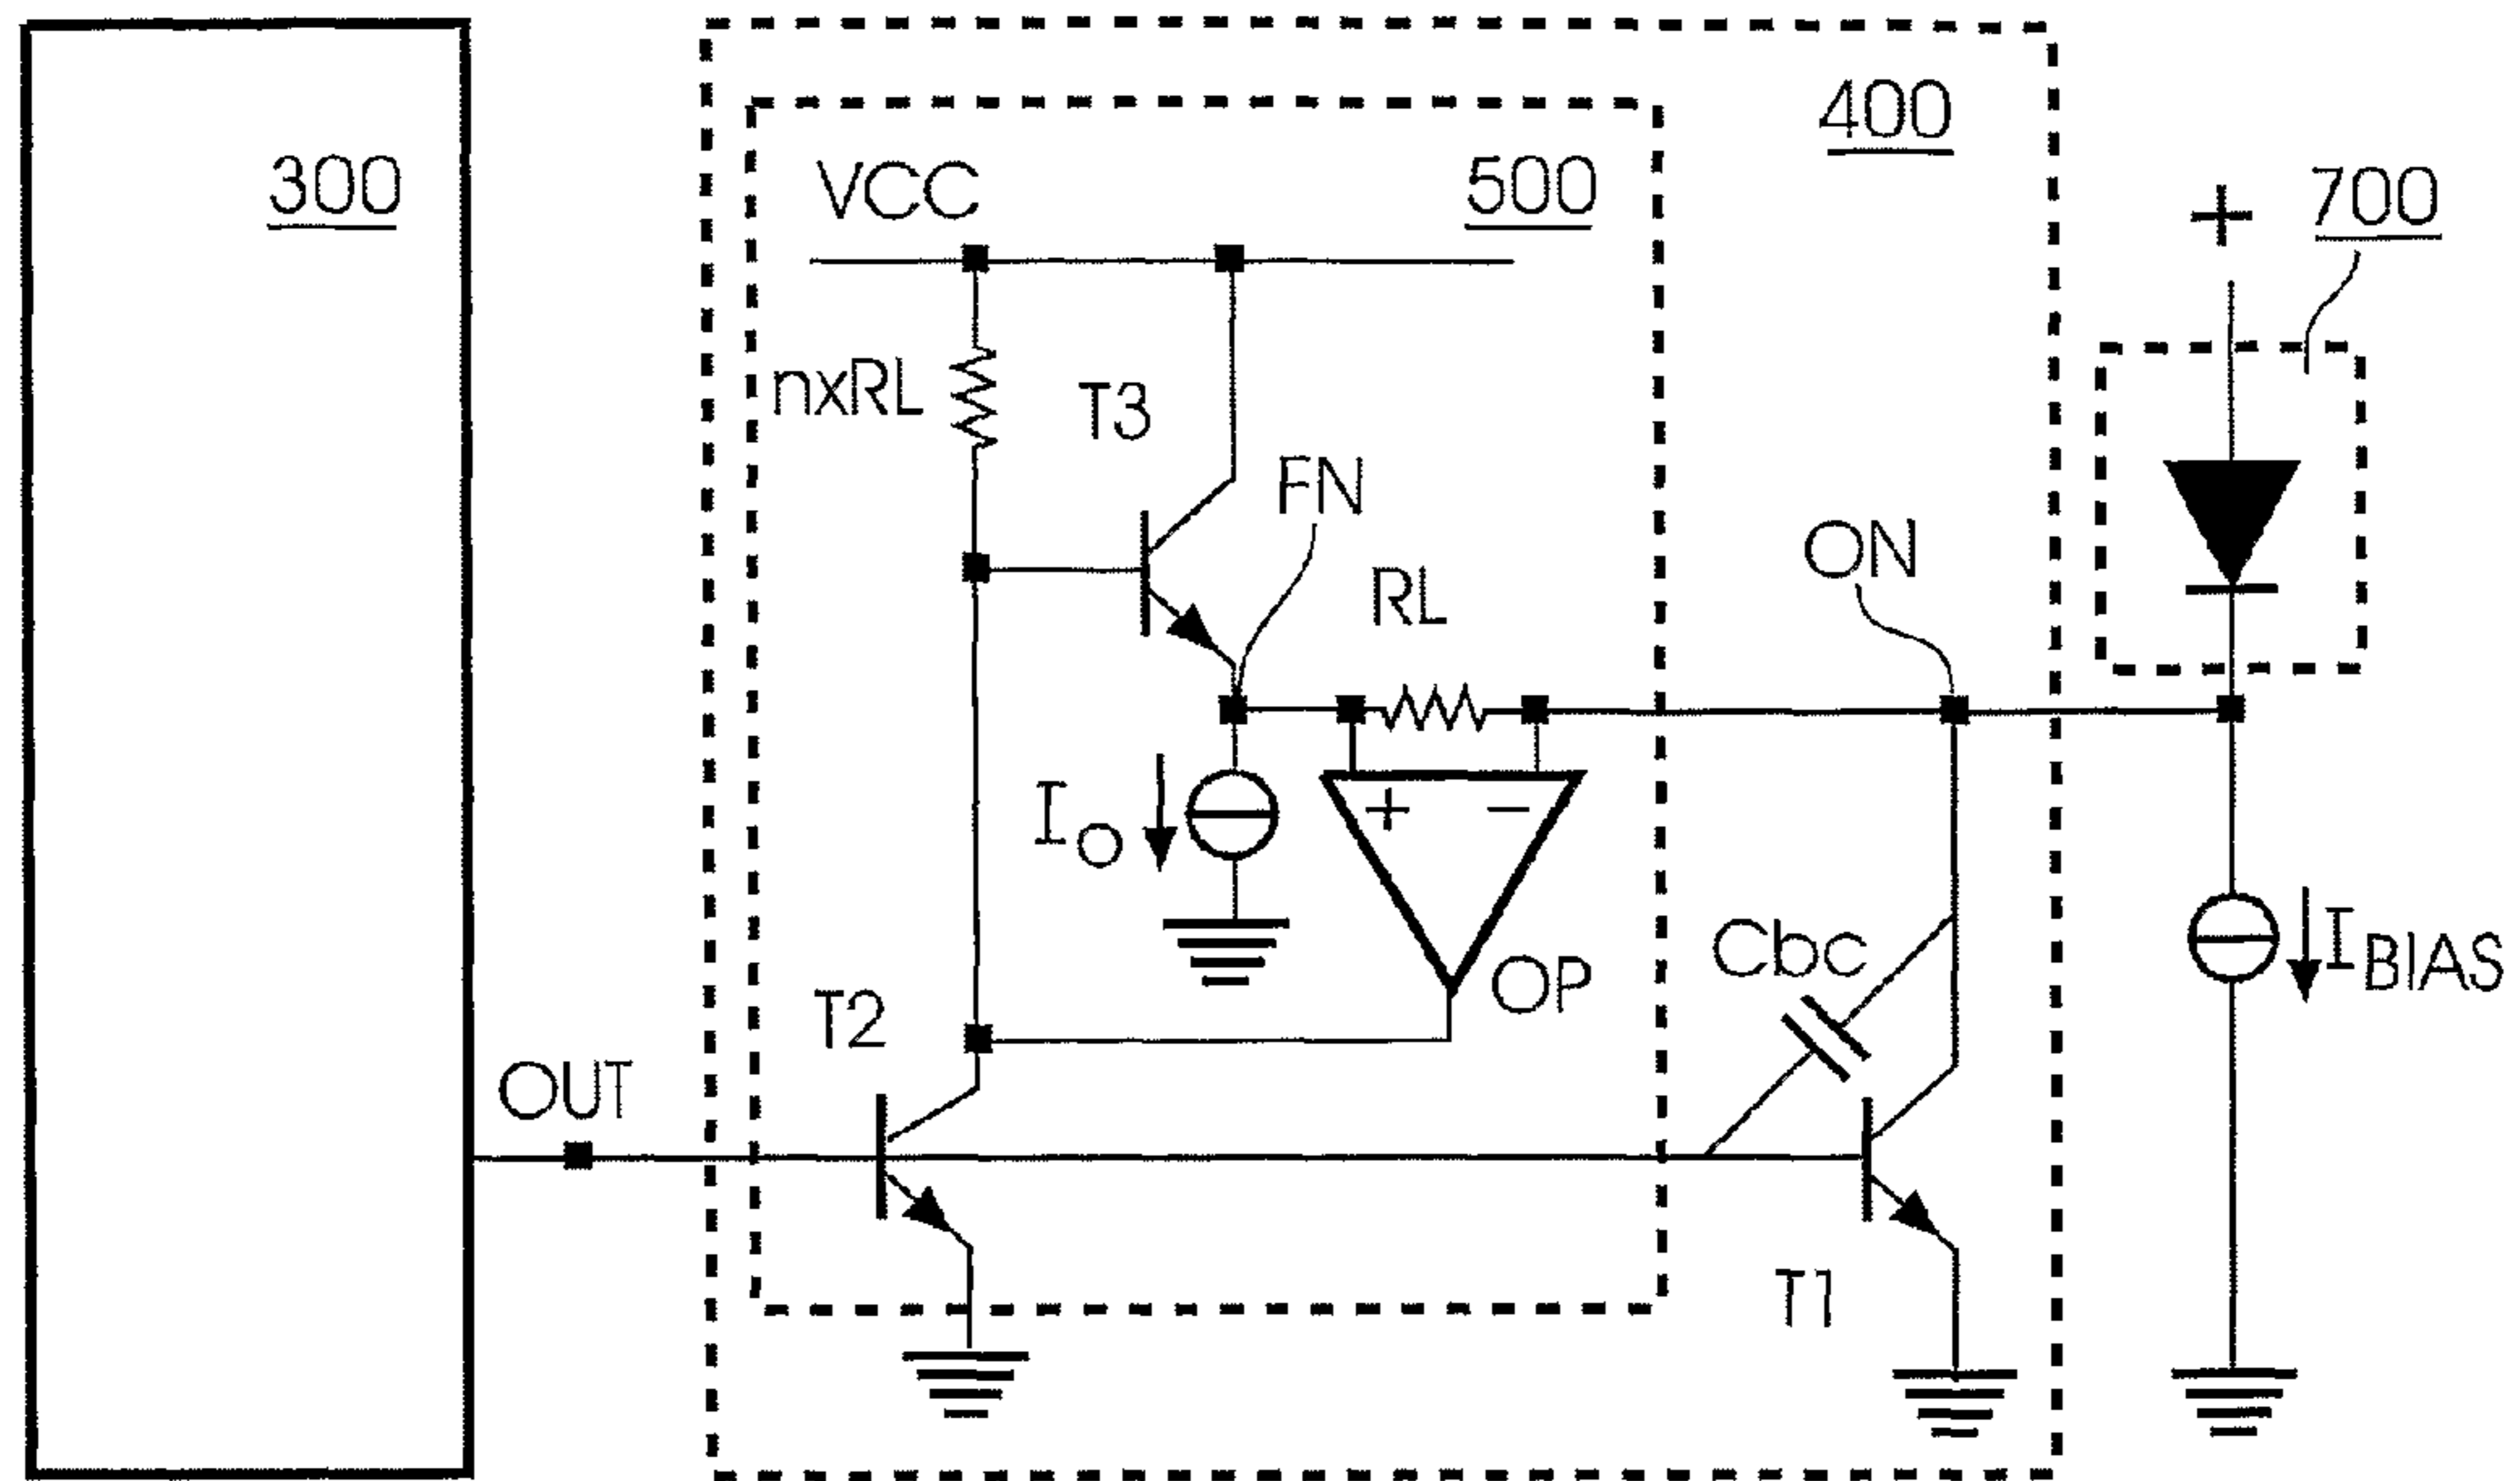 300
400
500
700
VCC
+
nxRL
T3
FN
ON
RL
IO
+
−
OP
Cbc
IBIAS
T2
OUT
T1